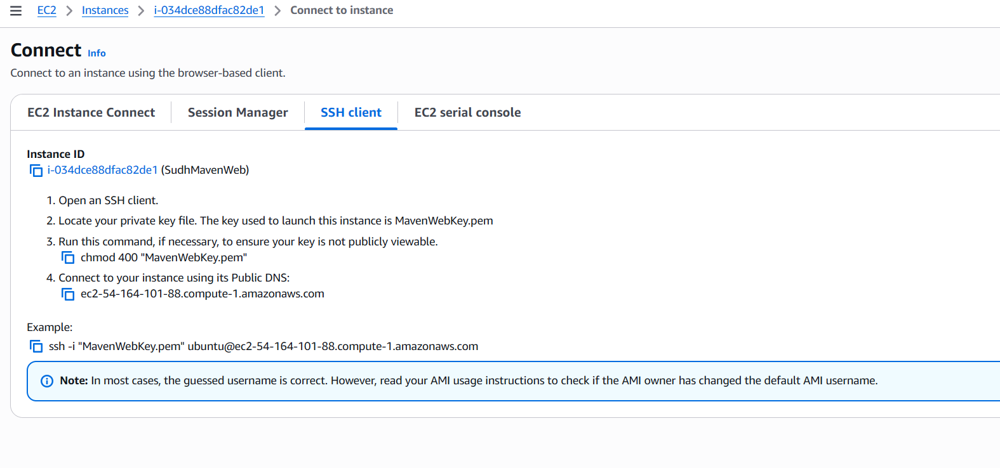 EC2 > Instances > i-034dce88dfac82de1 > Connect to instance
Connect Info
Connect to an instance using the browser-based client.
EC2 Instance Connect Session Manager SSH client EC2 serial console
Instance ID
i-034dce88dfac82de1 (SudhMavenWeb)
1. Open an SSH client.
2. Locate your private key file. The key used to launch this instance is MavenWebKey.pem
3. Run this command, if necessary, to ensure your key is not publicly viewable.
chmod 400 "MavenWebKey.pem"
4. Connect to your instance using its Public DNS:
ec2-54-164-101-88.compute-1.amazonaws.com
Example:
ssh -i "MavenWebKey.pem" ubuntu@ec2-54-164-101-88.compute-1.amazonaws.com
Note: In most cases, the guessed username is correct. However, read your AMI usage instructions to check if the AMI owner has changed the default AMI username.